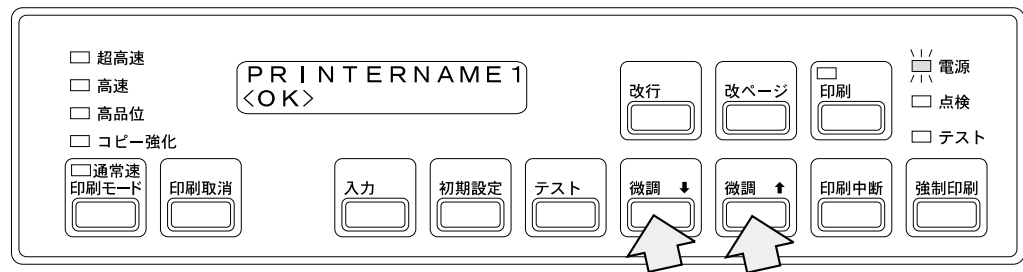 超高速
高速
高品位
コピー強化
通常速
印刷モード
印刷取消
PRINTERNAME1
<OK>
入力
初期設定
テスト
改行
改ページ
印刷
微調 ⬇
微調 ⬆
印刷中断
強制印刷
電源
点検
テスト